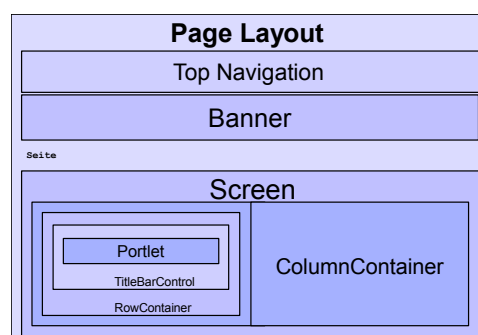 Page Layout
Top Navigation
Banner
Seite
Screen
Portlet
TitleBarControl
RowContainer
ColumnContainer